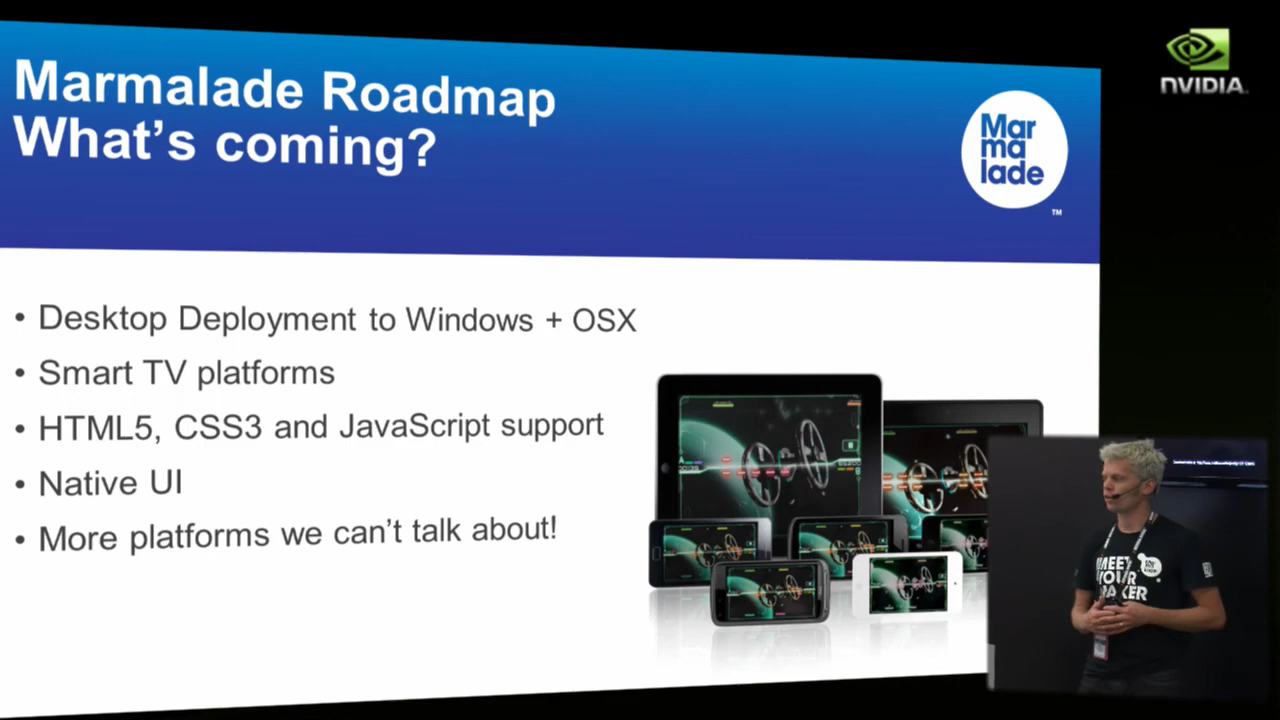 Marmalade Roadmap
What's coming?
Mar
ma
lade
TM
NVIDIA.
• Desktop Deployment to Windows + OSX
• Smart TV platforms
• HTML5, CSS3 and JavaScript support
• Native UI
• More platforms we can't talk about!
MEET
YOUR